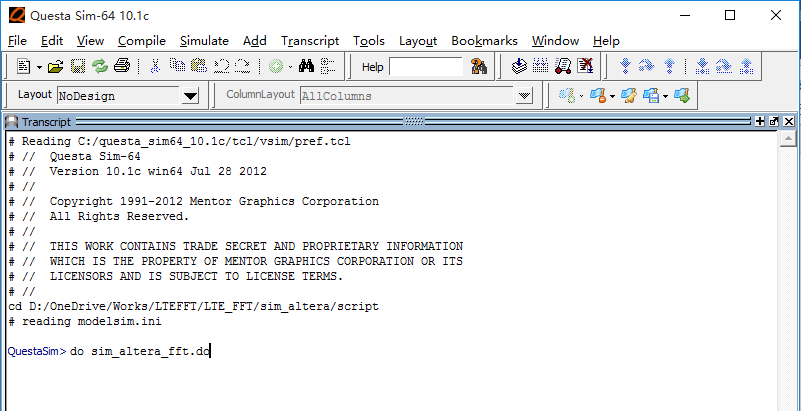 Questa Sim-64 10.1c
File Edit View Compile Simulate Add Transcript Tools Layout Bookmarks Window Help
Help
Layout NoDesign ColumnLayout AllColumns
Transcript
# Reading C:/questa_sim64_10.1c/tcl/vsim/pref.tcl
# //  Questa Sim-64
# //  Version 10.1c win64 Jul 28 2012
# //
# //  Copyright 1991-2012 Mentor Graphics Corporation
# //  All Rights Reserved.
# //
# //  THIS WORK CONTAINS TRADE SECRET AND PROPRIETARY INFORMATION
# //  WHICH IS THE PROPERTY OF MENTOR GRAPHICS CORPORATION OR ITS
# //  LICENSORS AND IS SUBJECT TO LICENSE TERMS.
# //
cd D:/OneDrive/Works/LTEFFT/LTE_FFT/sim_altera/script
# reading modelsim.ini
QuestaSim> do sim_altera_fft.do